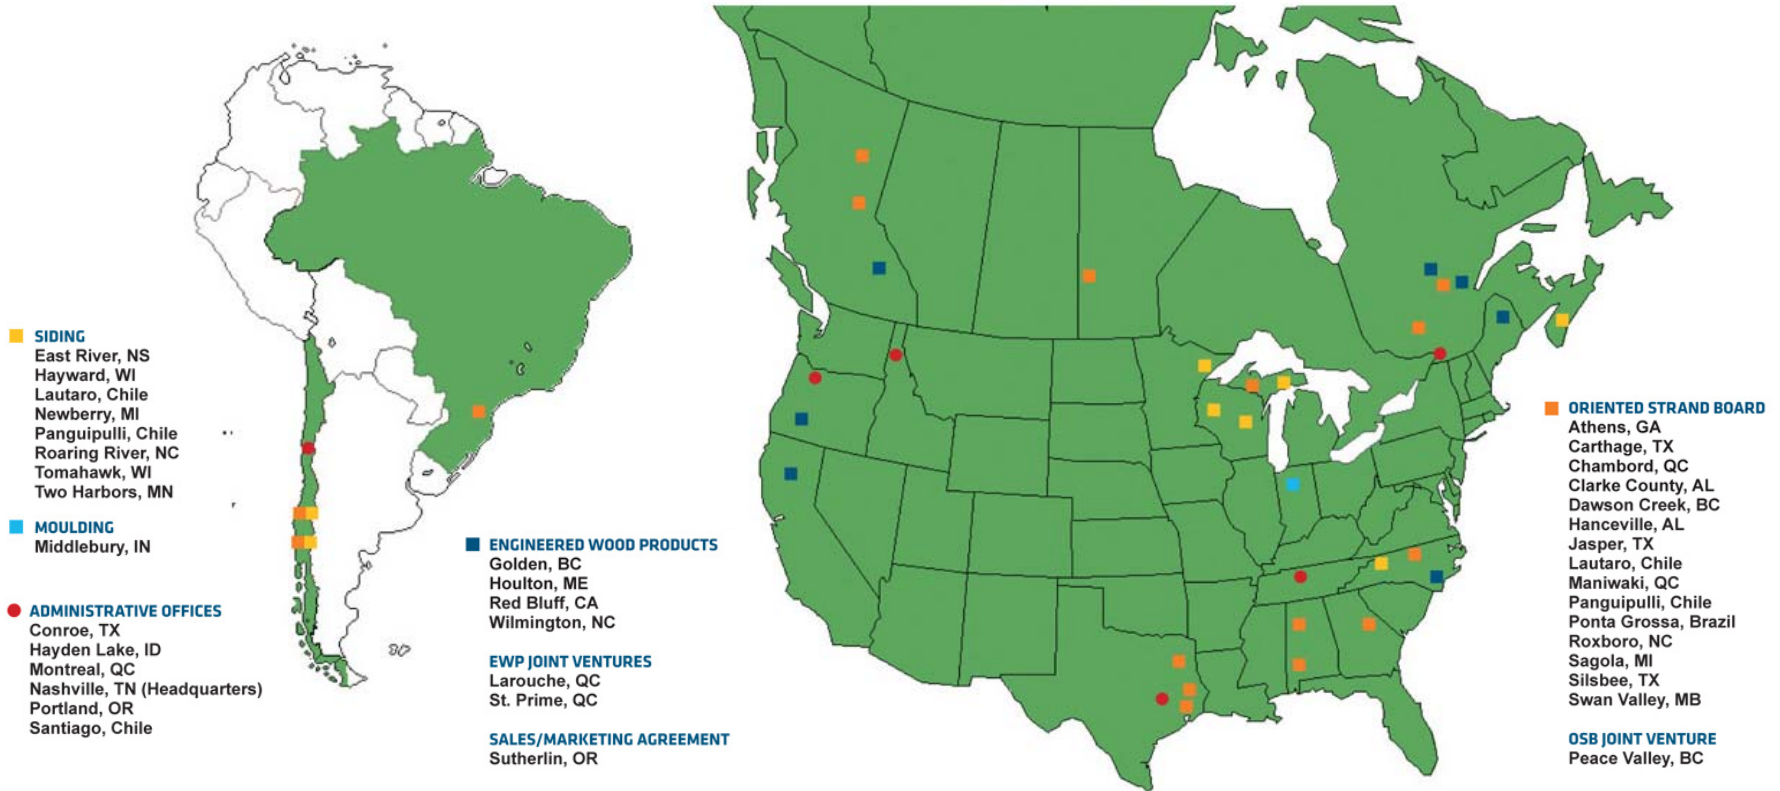 SIDING
East River, NS
Hayward, WI
Lautaro, Chile
Newberry, MI
Panguipulli, Chile
Roaring River, NC
Tomahawk, WI
Two Harbors, MN
MOULDING
Middlebury, IN
ADMINISTRATIVE OFFICES
Conroe, TX
Hayden Lake, ID
Montreal, QC
Nashville, TN (Headquarters)
Portland, OR
Santiago, Chile
ENGINEERED WOOD PRODUCTS
Golden, BC
Houlton, ME
Red Bluff, CA
Wilmington, NC
EWP JOINT VENTURES
Larouche, QC
St. Prime, QC
SALES/MARKETING AGREEMENT
Sutherlin, OR
ORIENTED STRAND BOARD
Athens, GA
Carthage, TX
Chambord, QC
Clarke County, AL
Dawson Creek, BC
Hanceville, AL
Jasper, TX
Lautaro, Chile
Maniwaki, QC
Panguipulli, Chile
Ponta Grossa, Brazil
Roxboro, NC
Sagola, MI
Silsbee, TX
Swan Valley, MB
OSB JOINT VENTURE
Peace Valley, BC